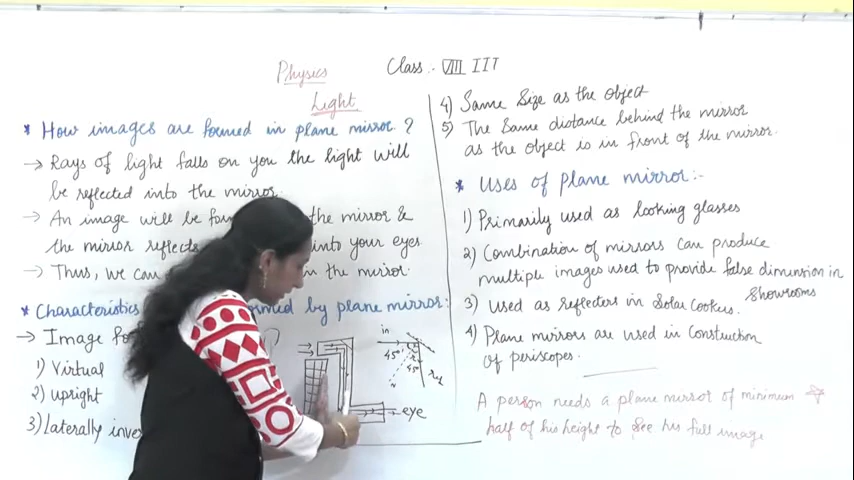 Physics Class :- VIII III
Light
* How images are formed in plane mirror ?
→ Rays of light falls on you the light will
be reflected into the mirror.
→ An image will be the mirror &
the mirror reflects into your eyes
→ Thus, we can the mirror.
* Characteristics by plane mirror :
→ Image
1) Virtual
2) upright
3) Laterally
in
45°
45°
N
eye
4) Same Size as the object
5) The Same distance behind the mirror
as the object is in front of the mirror.
* Uses of plane mirror :-
1) Primarily used as looking glasses
2) Combination of mirrors can produce
multiple images used to provide false dimension in
Showrooms
3) Used as reflectors in Solar Cookers.
4) Plane mirrors are used in Construction
of periscopes.
A person needs a plane mirror of minimum
half of his height to see his full image